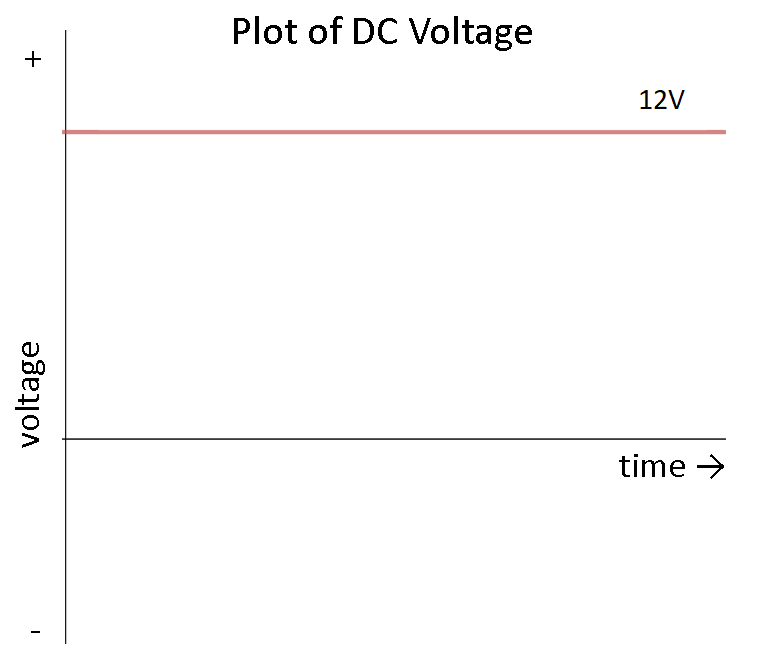 Plot of DC Voltage
+
12V
voltage
time →
-